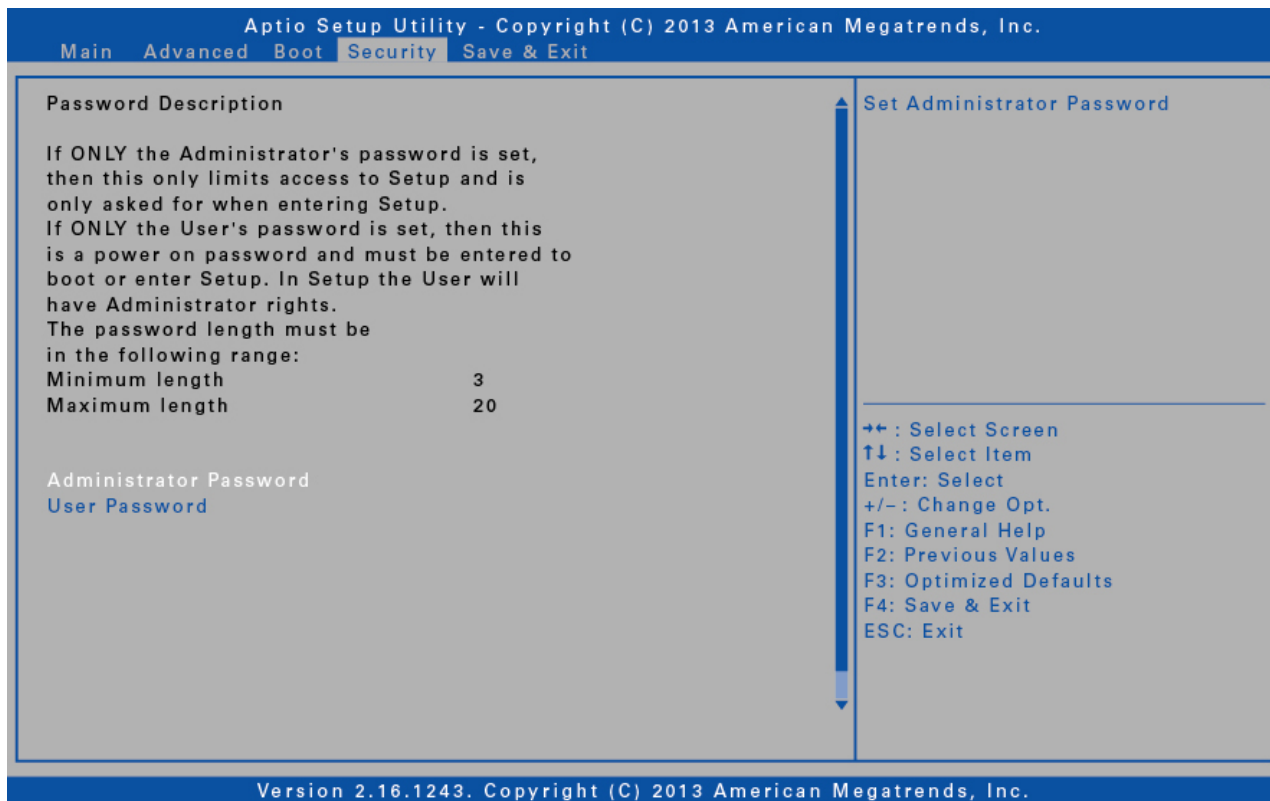 Aptio Setup Utility - Copyright (C) 2013 American Megatrends, Inc.
Main Advanced Boot Security Save & Exit
Password Description
If ONLY the Administrator's password is set,
then this only limits access to Setup and is
only asked for when entering Setup.
If ONLY the User's password is set, then this
is a power on password and must be entered to
boot or enter Setup. In Setup the User will
have Administrator rights.
The password length must be
in the following range:
Minimum length 3
Maximum length 20
Administrator Password
User Password
Set Administrator Password
→← : Select Screen
↑↓ : Select Item
Enter: Select
+/− : Change Opt.
F1: General Help
F2: Previous Values
F3: Optimized Defaults
F4: Save & Exit
ESC: Exit
Version 2.16.1243. Copyright (C) 2013 American Megatrends, Inc.